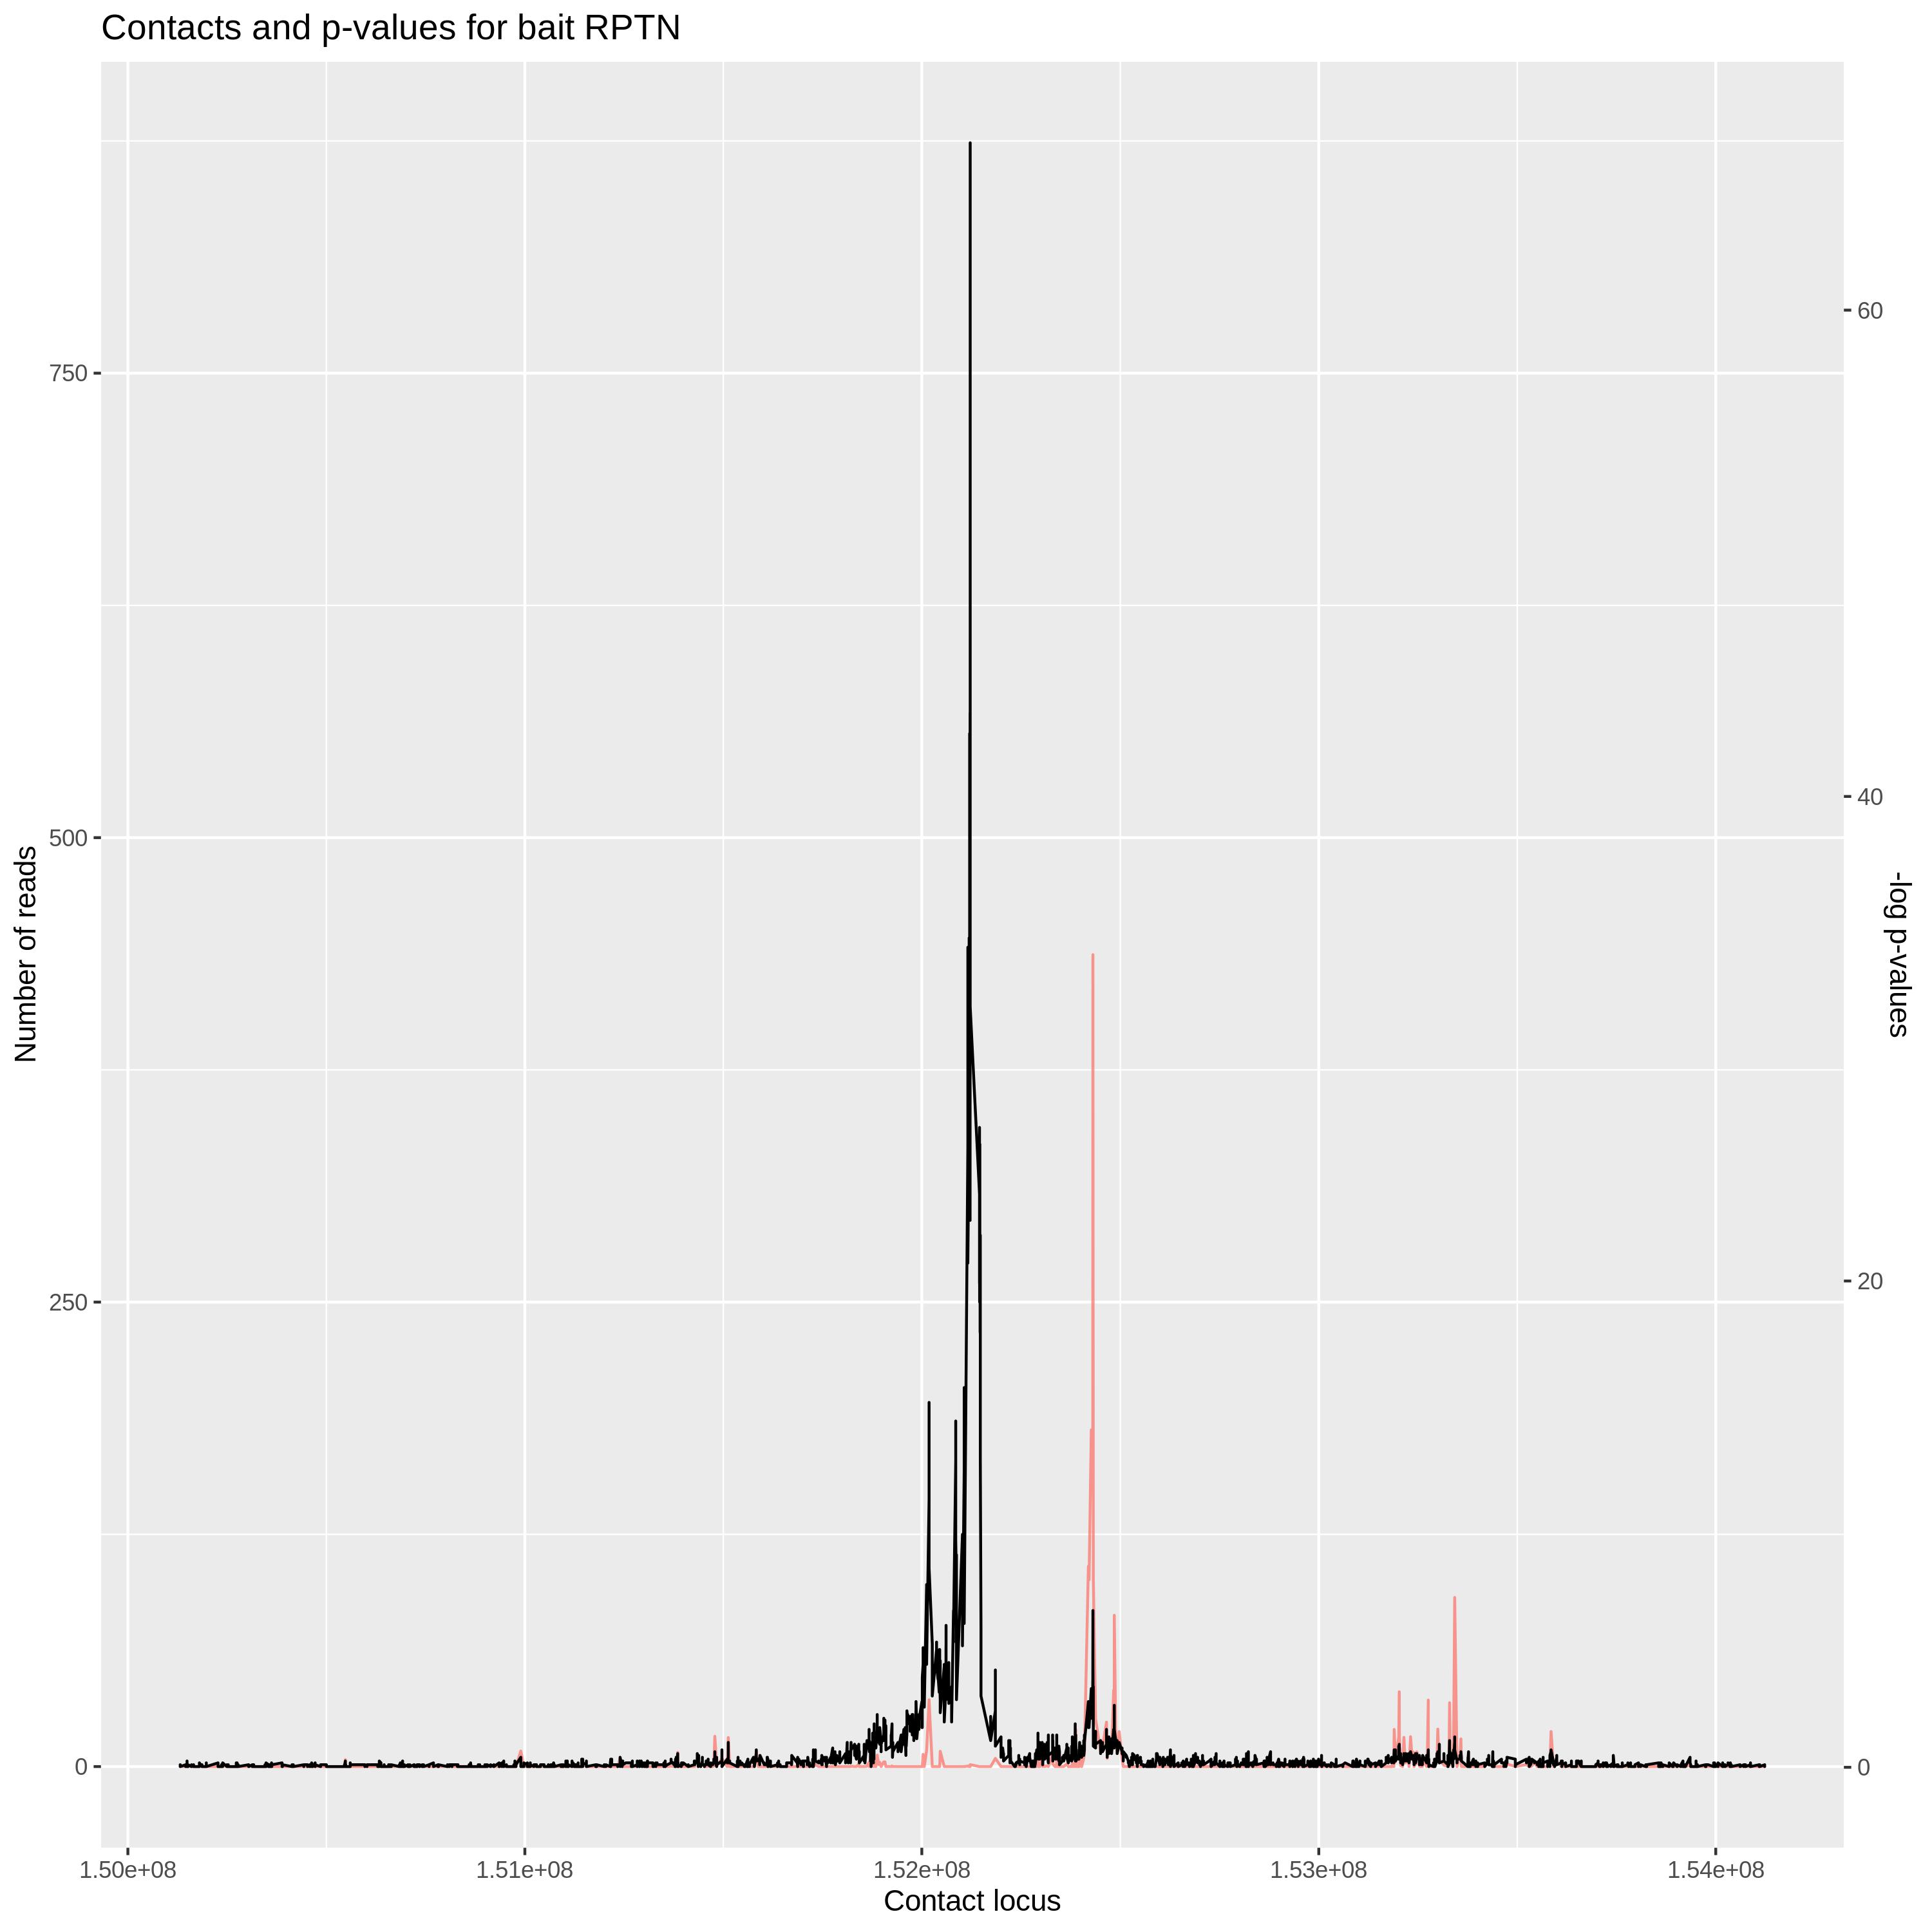 Contacts and p-values for bait RPTN
Number of reads
750
500
250
0
60
40
20
0
-log p-values
1.50e+08
1.51e+08
1.52e+08
1.53e+08
1.54e+08
Contact locus